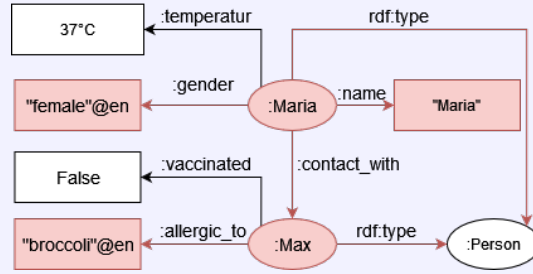 :temperatur
rdf:type
37°C
:gender
:name
"female"@en
:Maria
"Maria"
:vaccinated
:contact_with
False
:allergic_to
rdf:type
"broccoli"@en
:Max
:Person